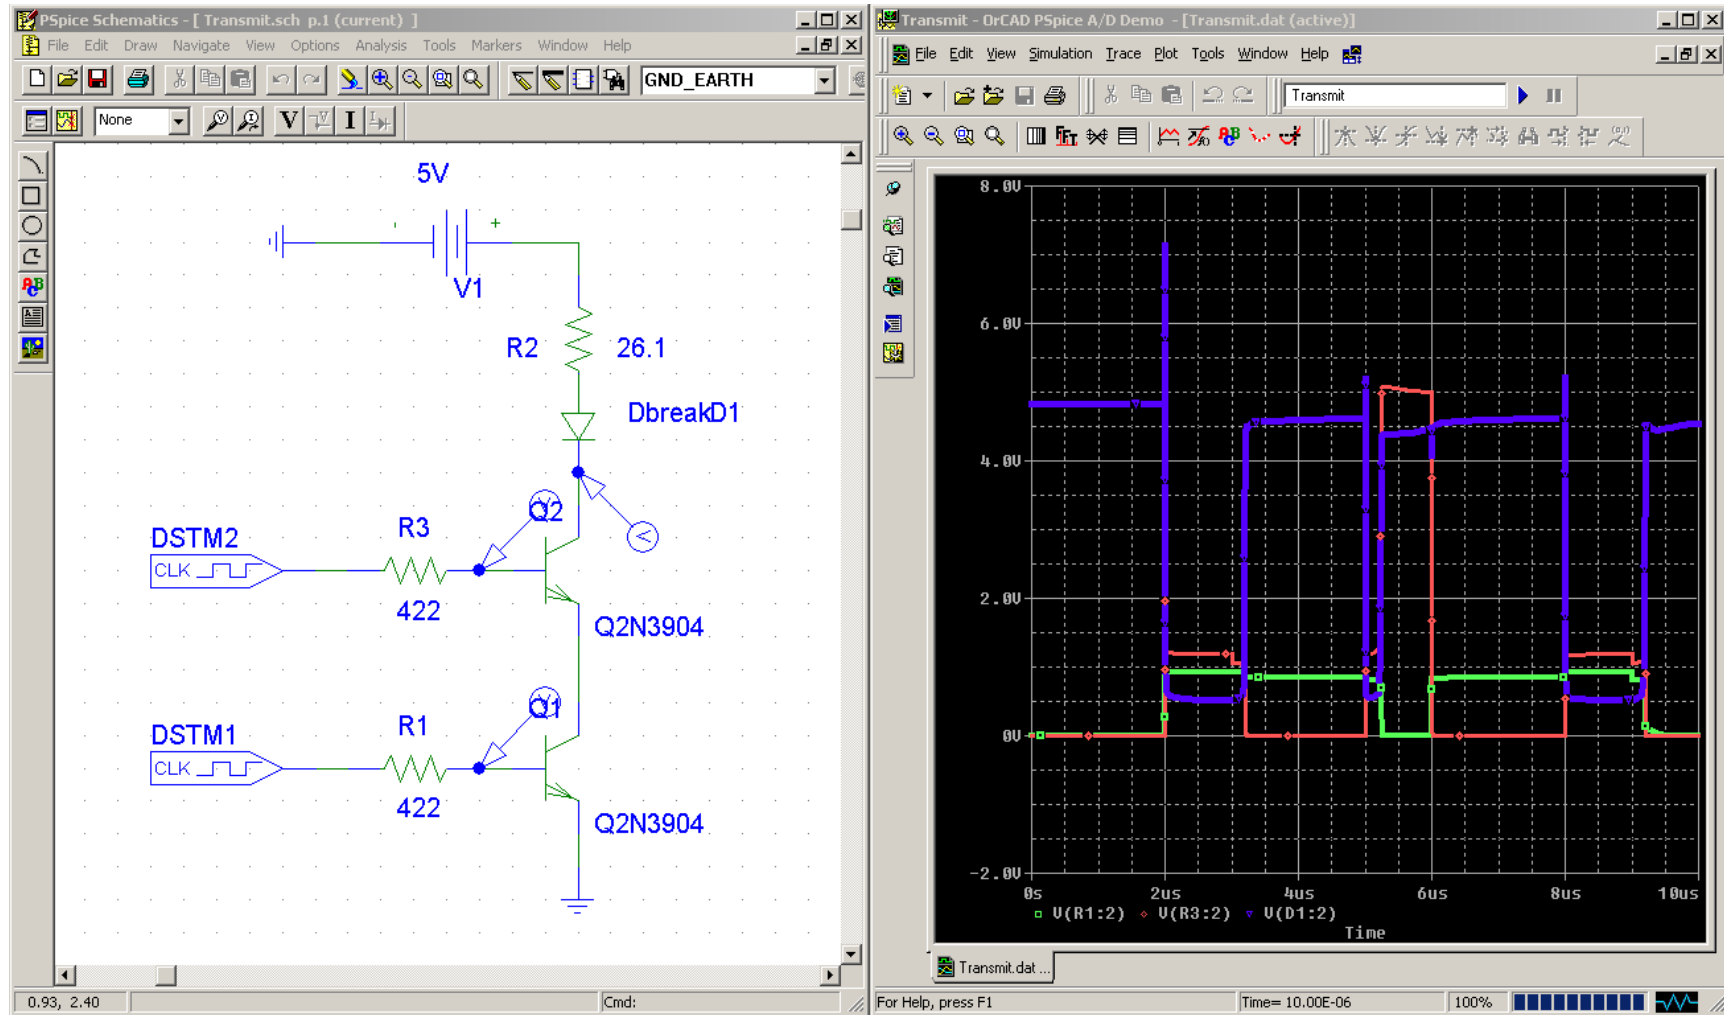 PSpice Schematics - [ Transmit.sch p.1 (current) ]
File Edit Draw Navigate View Options Analysis Tools Markers Window Help
GND_EARTH
None
V I
ABC
5V
- +
V1
R2 26.1
DbreakD1
V
Q2
V
DSTM2
R3
CLK
422
Q2N3904
V
Q1
DSTM1
R1
CLK
422
Q2N3904
0.93, 2.40
Cmd:
Transmit - OrCAD PSpice A/D Demo - [Transmit.dat (active)]
File Edit View Simulation Trace Plot Tools Window Help
Transmit
FFT
ABC
8.0V
6.0V
4.0V
2.0V
0V
-2.0V
0s 2us 4us 6us 8us 10us
V(R1:2) V(R3:2) V(D1:2)
Time
Transmit.dat ...
For Help, press F1
Time= 10.00E-06
100%